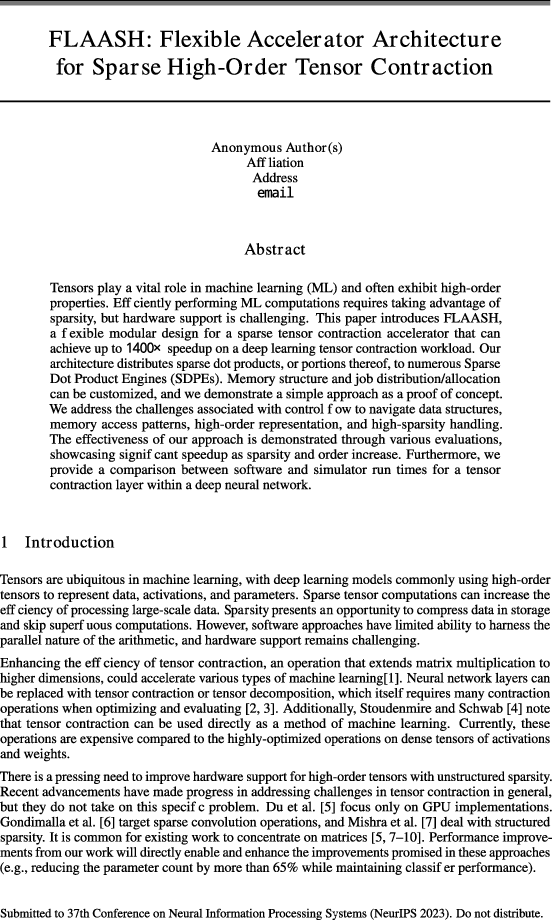 FLAASH: Flexible Accelerator Architecture
for Sparse High-Order Tensor Contraction
Anonymous Author(s)
Aff liation
Address
email
Abstract
Tensors play a vital role in machine learning (ML) and often exhibit high-order
properties. Eff ciently performing ML computations requires taking advantage of
sparsity, but hardware support is challenging. This paper introduces FLAASH,
a f exible modular design for a sparse tensor contraction accelerator that can
achieve up to 1400× speedup on a deep learning tensor contraction workload. Our
architecture distributes sparse dot products, or portions thereof, to numerous Sparse
Dot Product Engines (SDPEs). Memory structure and job distribution/allocation
can be customized, and we demonstrate a simple approach as a proof of concept.
We address the challenges associated with control f ow to navigate data structures,
memory access patterns, high-order representation, and high-sparsity handling.
The effectiveness of our approach is demonstrated through various evaluations,
showcasing signif cant speedup as sparsity and order increase. Furthermore, we
provide a comparison between software and simulator run times for a tensor
contraction layer within a deep neural network.
1 Introduction
Tensors are ubiquitous in machine learning, with deep learning models commonly using high-order
tensors to represent data, activations, and parameters. Sparse tensor computations can increase the
eff ciency of processing large-scale data. Sparsity presents an opportunity to compress data in storage
and skip superf uous computations. However, software approaches have limited ability to harness the
parallel nature of the arithmetic, and hardware support remains challenging.
Enhancing the eff ciency of tensor contraction, an operation that extends matrix multiplication to
higher dimensions, could accelerate various types of machine learning[1]. Neural network layers can
be replaced with tensor contraction or tensor decomposition, which itself requires many contraction
operations when optimizing and evaluating [2, 3]. Additionally, Stoudenmire and Schwab [4] note
that tensor contraction can be used directly as a method of machine learning. Currently, these
operations are expensive compared to the highly-optimized operations on dense tensors of activations
and weights.
There is a pressing need to improve hardware support for high-order tensors with unstructured sparsity.
Recent advancements have made progress in addressing challenges in tensor contraction in general,
but they do not take on this specif c problem. Du et al. [5] focus only on GPU implementations.
Gondimalla et al. [6] target sparse convolution operations, and Mishra et al. [7] deal with structured
sparsity. It is common for existing work to concentrate on matrices [5, 7–10]. Performance improve-
ments from our work will directly enable and enhance the improvements promised in these approaches
(e.g., reducing the parameter count by more than 65% while maintaining classif er performance).
Submitted to 37th Conference on Neural Information Processing Systems (NeurIPS 2023). Do not distribute.